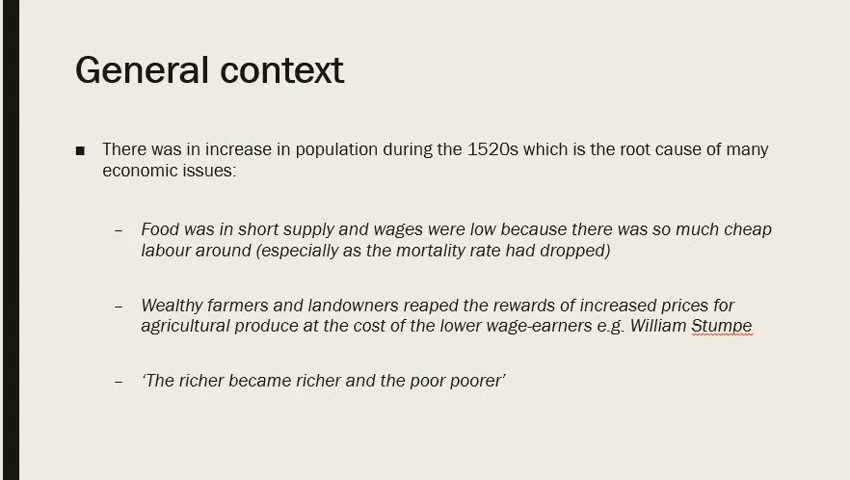 General context
■ There was in increase in population during the 1520s which is the root cause of many
economic issues:
– Food was in short supply and wages were low because there was so much cheap
labour around (especially as the mortality rate had dropped)
– Wealthy farmers and landowners reaped the rewards of increased prices for
agricultural produce at the cost of the lower wage-earners e.g. William Stumpe
– ‘The richer became richer and the poor poorer’